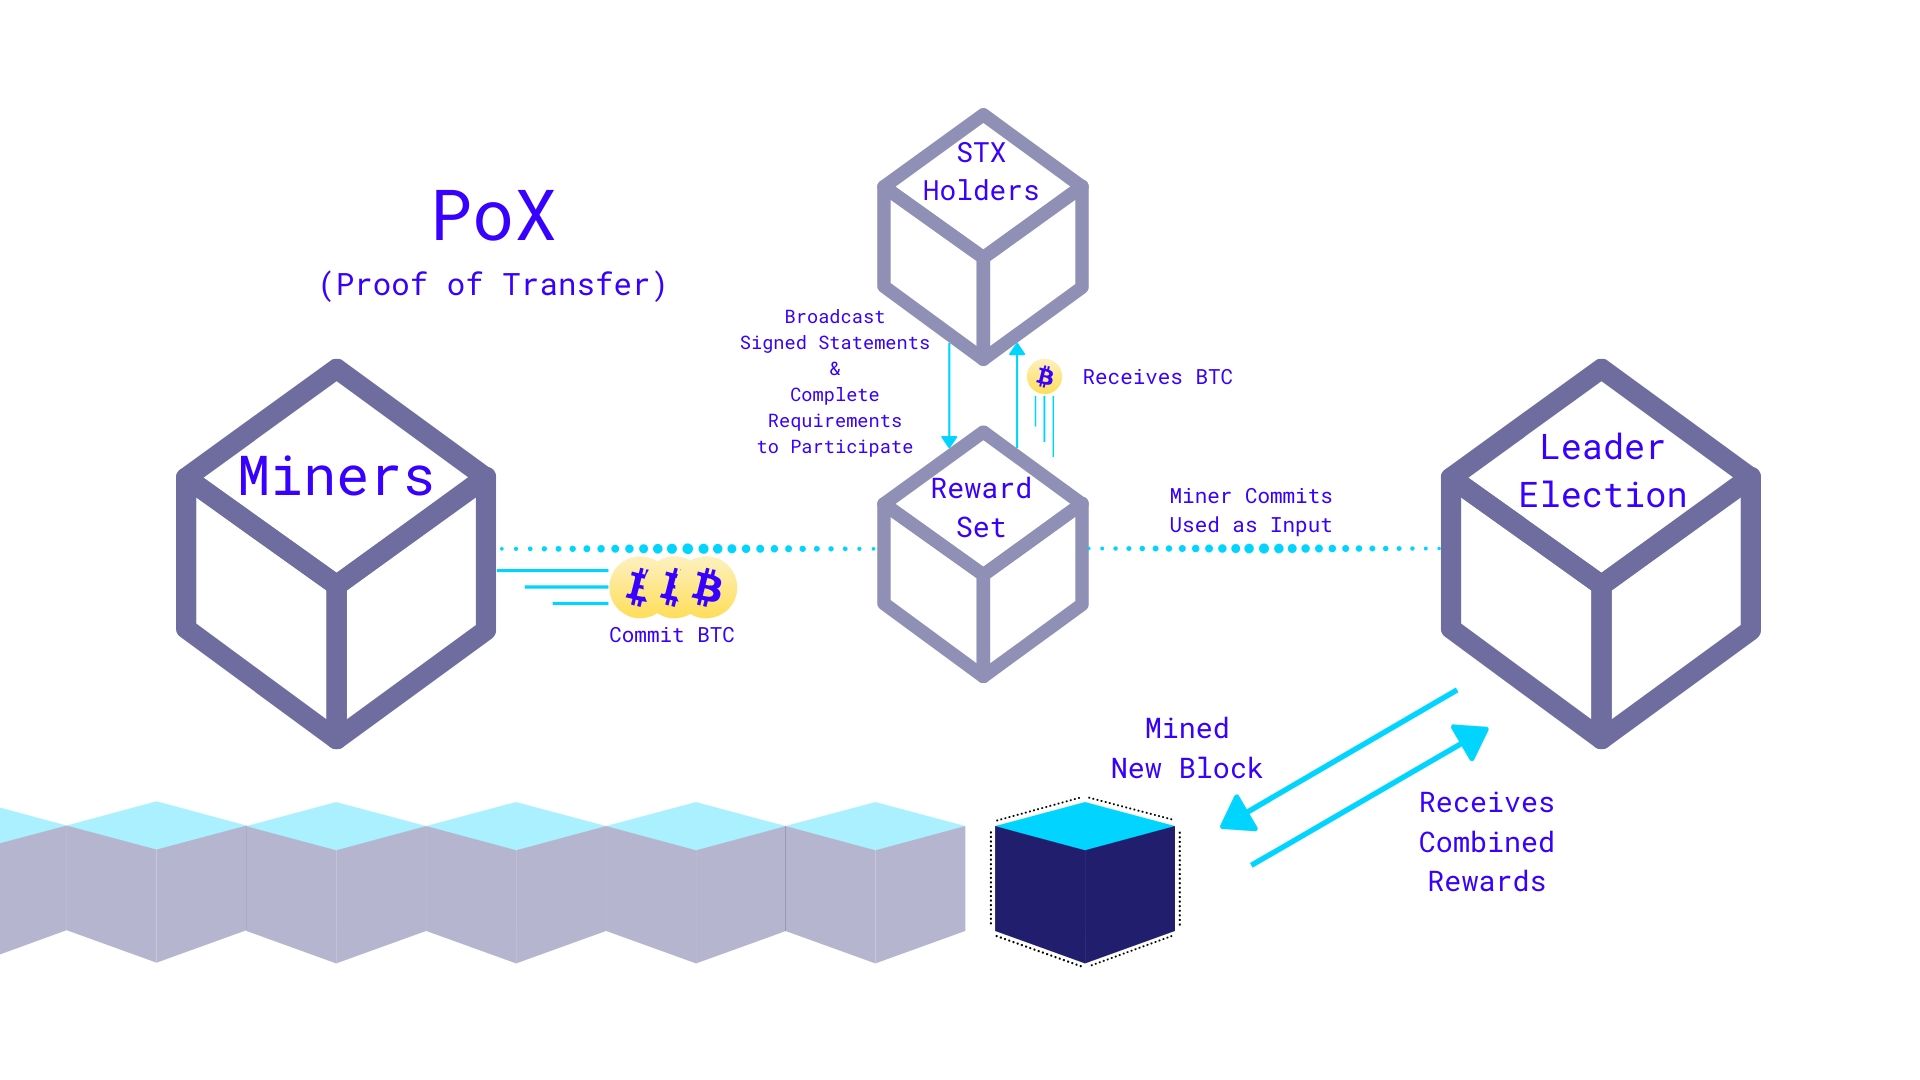 PoX
(Proof of Transfer)
STX
Holders
Broadcast
Signed Statements
&
Complete
Requirements
to Participate
Receives BTC
Miners
Commit BTC
Reward
Set
Miner Commits
Used as Input
Leader
Election
Mined
New Block
Receives
Combined
Rewards